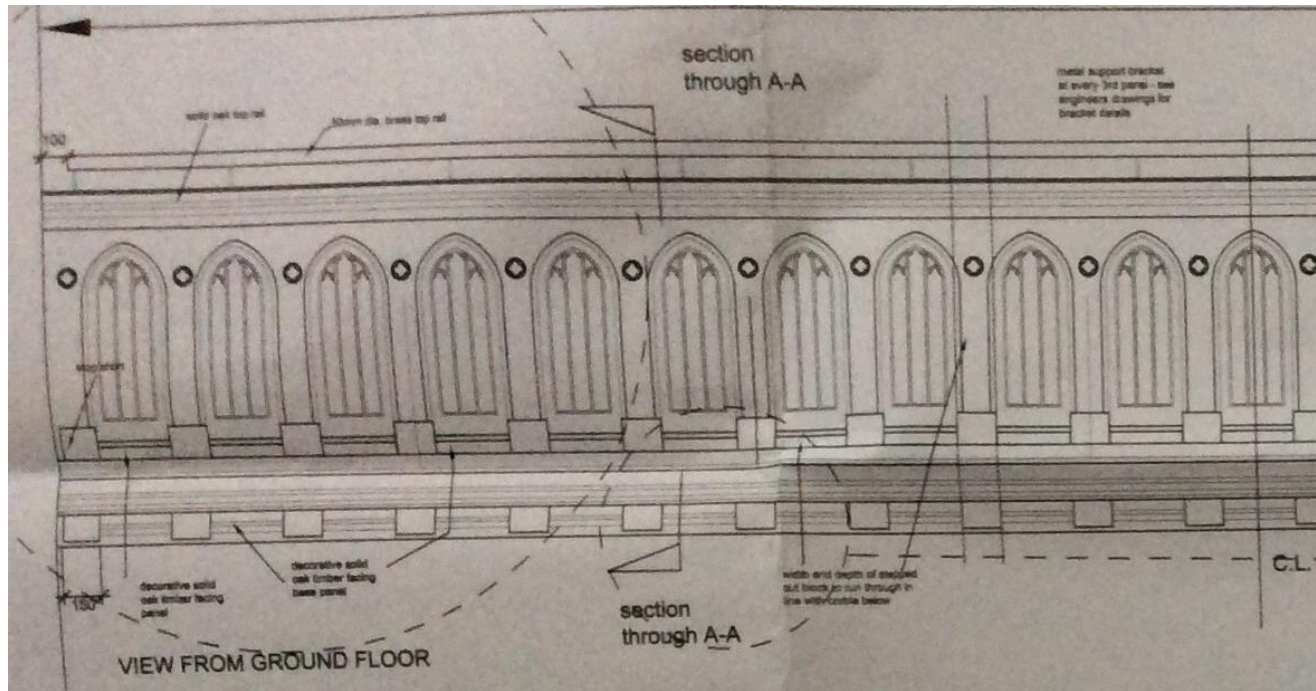 section
through A-A
metal support bracket
at every 3rd panel - see
engineers drawings for
bracket details
solid oak top rail
50mm dia. brass top rail
100
stop short
decorative solid
oak timber facing
panel
decorative solid
oak timber facing
base panel
width and depth of stepped
out block to run through in
line with below
150
section
through A-A
C.L.
VIEW FROM GROUND FLOOR